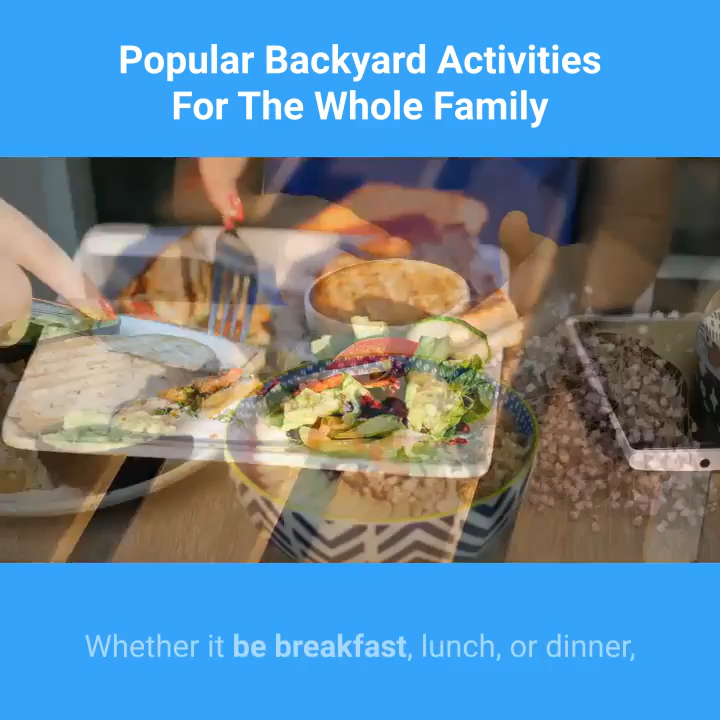 Popular Backyard Activities
For The Whole Family
Whether it be breakfast, lunch, or dinner,